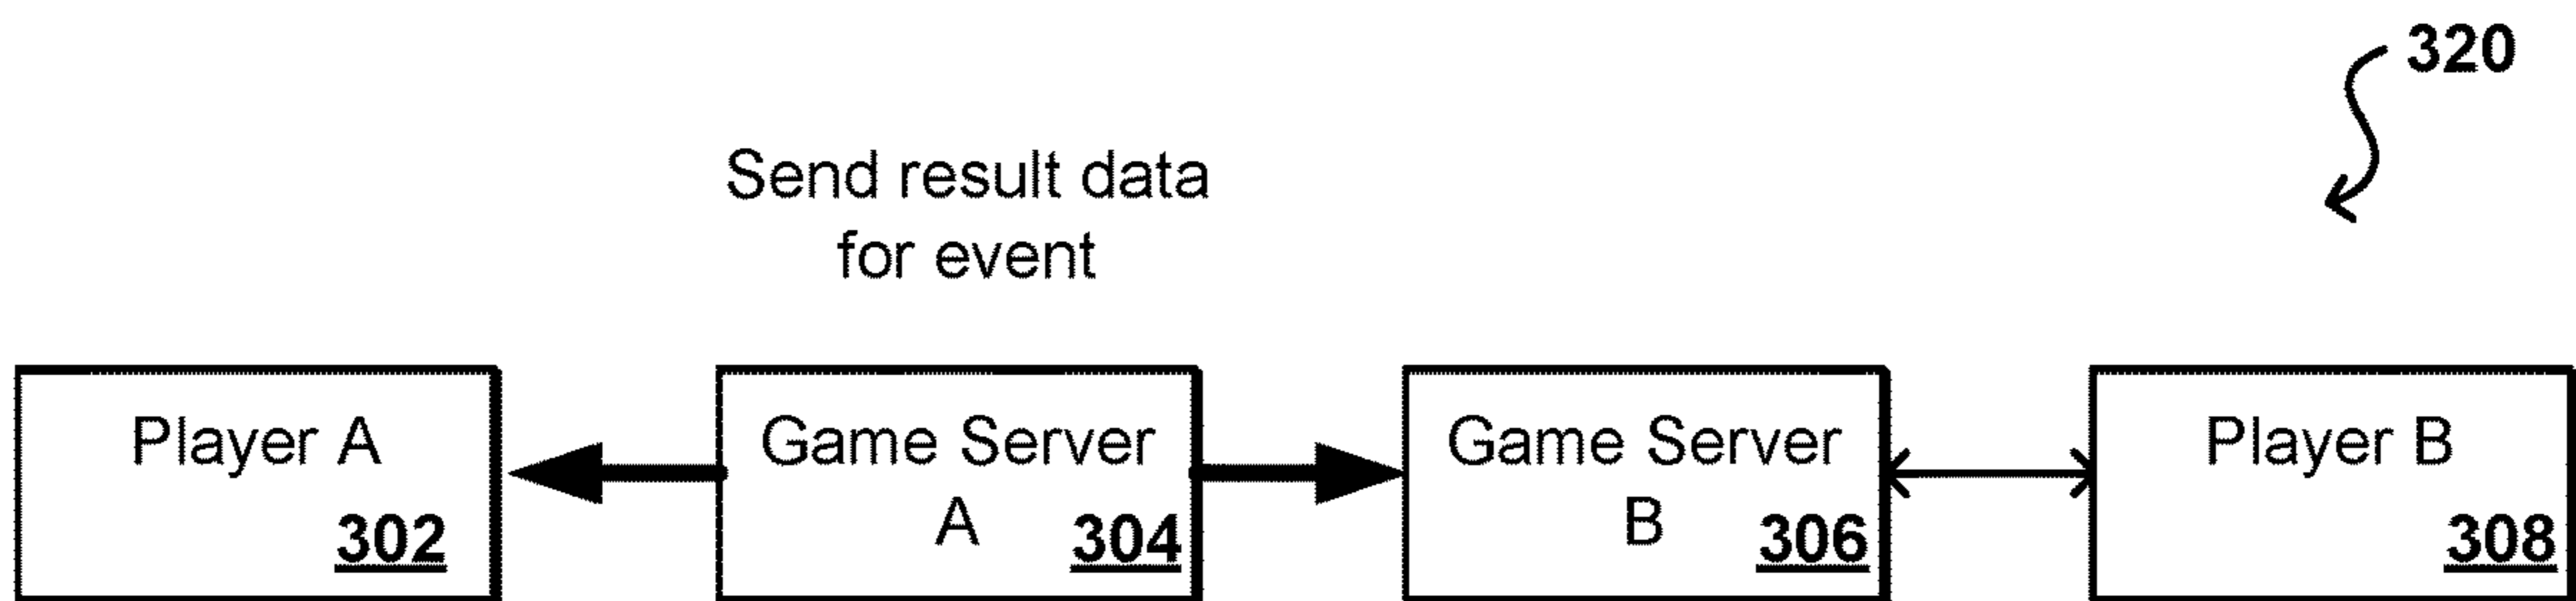 320
Send result data
for event
Player A
302
Game Server
A 304
Game Server
B 306
Player B
308